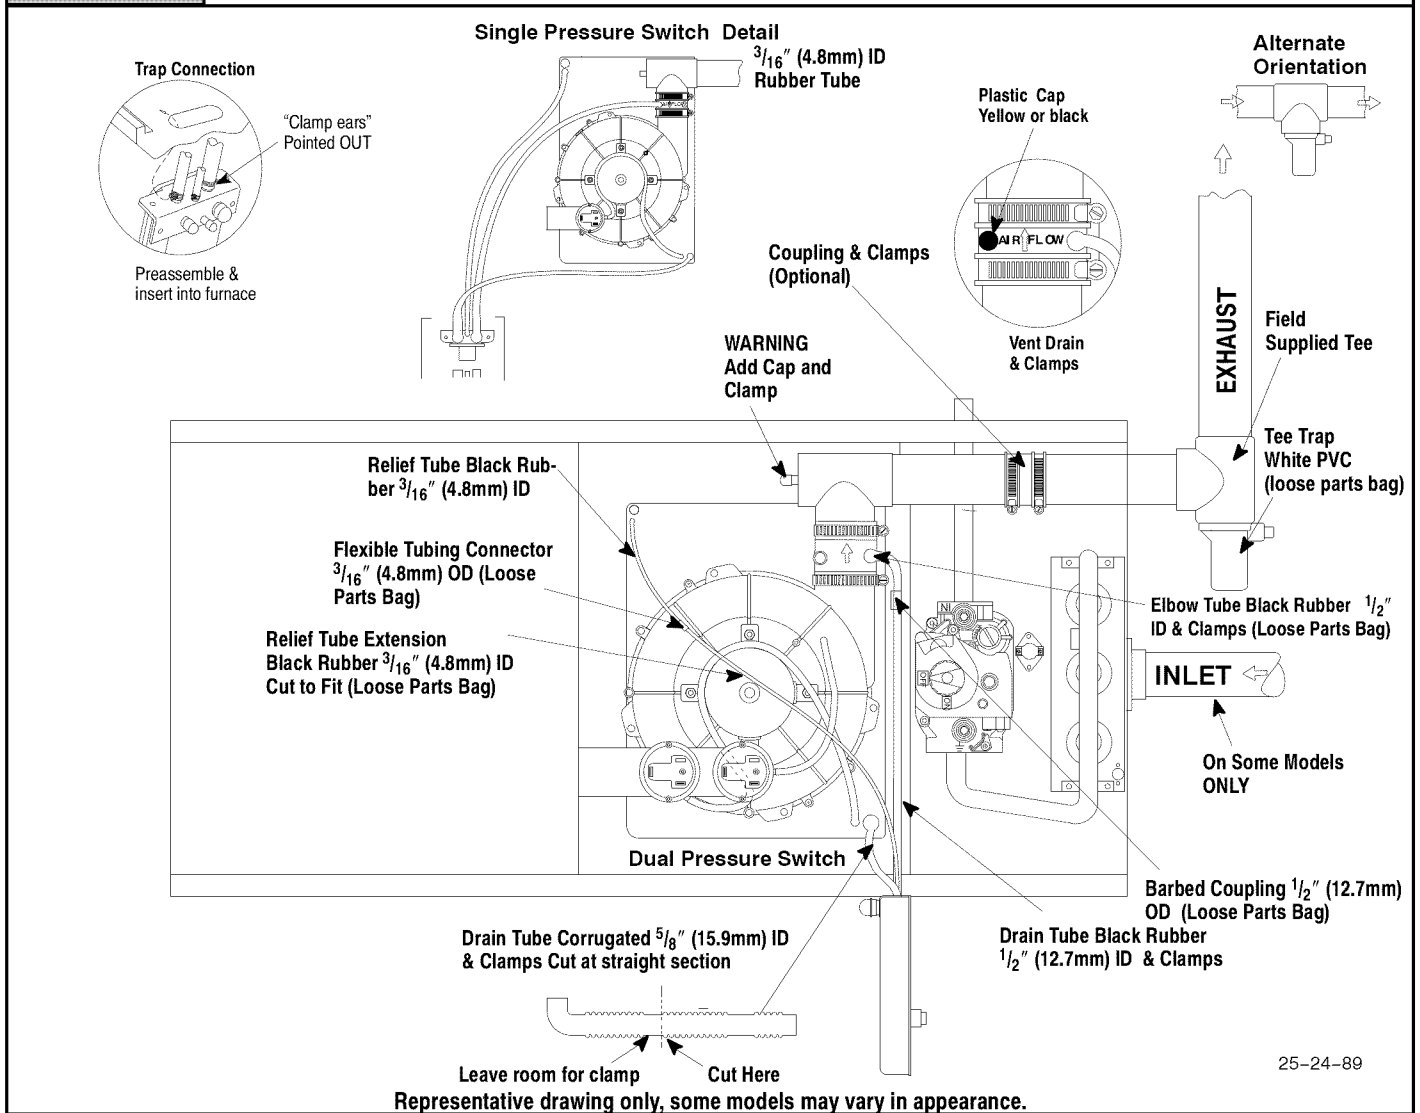 Single Pressure Switch Detail
3/16″ (4.8mm) ID
Rubber Tube
Alternate
Orientation
Trap Connection
“Clamp ears”
Pointed OUT
Preassemble &
insert into furnace
Plastic Cap
Yellow or black
AIR FLOW
Vent Drain
& Clamps
Coupling & Clamps
(Optional)
WARNING
Add Cap and
Clamp
EXHAUST
Field
Supplied Tee
Tee Trap
White PVC
(loose parts bag)
Relief Tube Black Rub-
ber 3/16″ (4.8mm) ID
Flexible Tubing Connector
3/16″ (4.8mm) OD (Loose
Parts Bag)
Relief Tube Extension
Black Rubber 3/16″ (4.8mm) ID
Cut to Fit (Loose Parts Bag)
Elbow Tube Black Rubber 1/2″
ID & Clamps (Loose Parts Bag)
INLET
On Some Models
ONLY
Dual Pressure Switch
Barbed Coupling 1/2″ (12.7mm)
OD (Loose Parts Bag)
Drain Tube Black Rubber
1/2″ (12.7mm) ID & Clamps
Drain Tube Corrugated 5/8″ (15.9mm) ID
& Clamps Cut at straight section
Leave room for clamp
Cut Here
25-24-89
Representative drawing only, some models may vary in appearance.